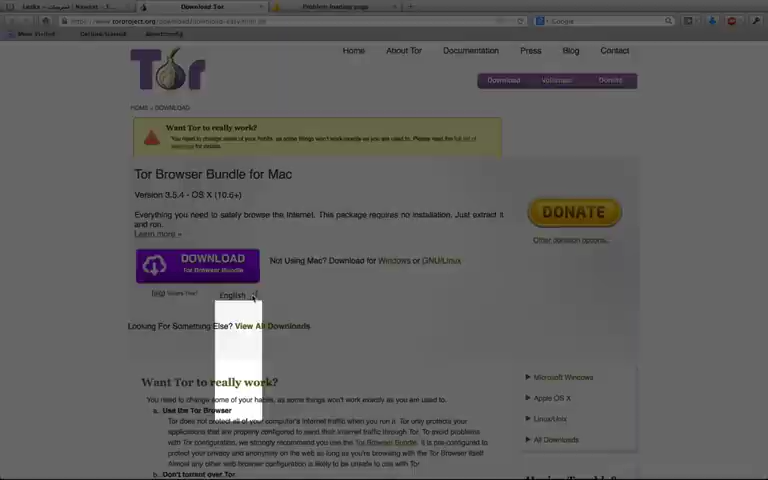 Download Tor
Problem loading page
https://www.torproject.org/download/download-easy.html.en
Google
Most Visited
Getting Started
Tor
Home
About Tor
Documentation
Press
Blog
Contact
Download
Volunteer
Donate
HOME » DOWNLOAD
Want Tor to really work?
You need to change some of your habits, as some things won't work exactly as you are used to. Please read the full list of
warnings for details.
Tor Browser Bundle for Mac
Version 3.5.4 - OS X (10.6+)
Everything you need to safely browse the Internet. This package requires no installation. Just extract it
and run.
Learn more »
DONATE
Other donation options...
DOWNLOAD
Tor Browser Bundle
Not Using Mac? Download for Windows or GNU/Linux
(sig) What's This?
English
Looking For Something Else? View All Downloads
Want Tor to really work?
You need to change some of your habits, as some things won't work exactly as you are used to.
a. Use the Tor Browser
Tor does not protect all of your computer's Internet traffic when you run it. Tor only protects your
applications that are properly configured to send their Internet traffic through Tor. To avoid problems
with Tor configuration, we strongly recommend you use the Tor Browser Bundle. It is pre-configured to
protect your privacy and anonymity on the web as long as you're browsing with the Tor Browser itself.
Almost any other web browser configuration is likely to be unsafe to use with Tor.
b. Don't torrent over Tor
Microsoft Windows
Apple OS X
Linux/Unix
All Downloads